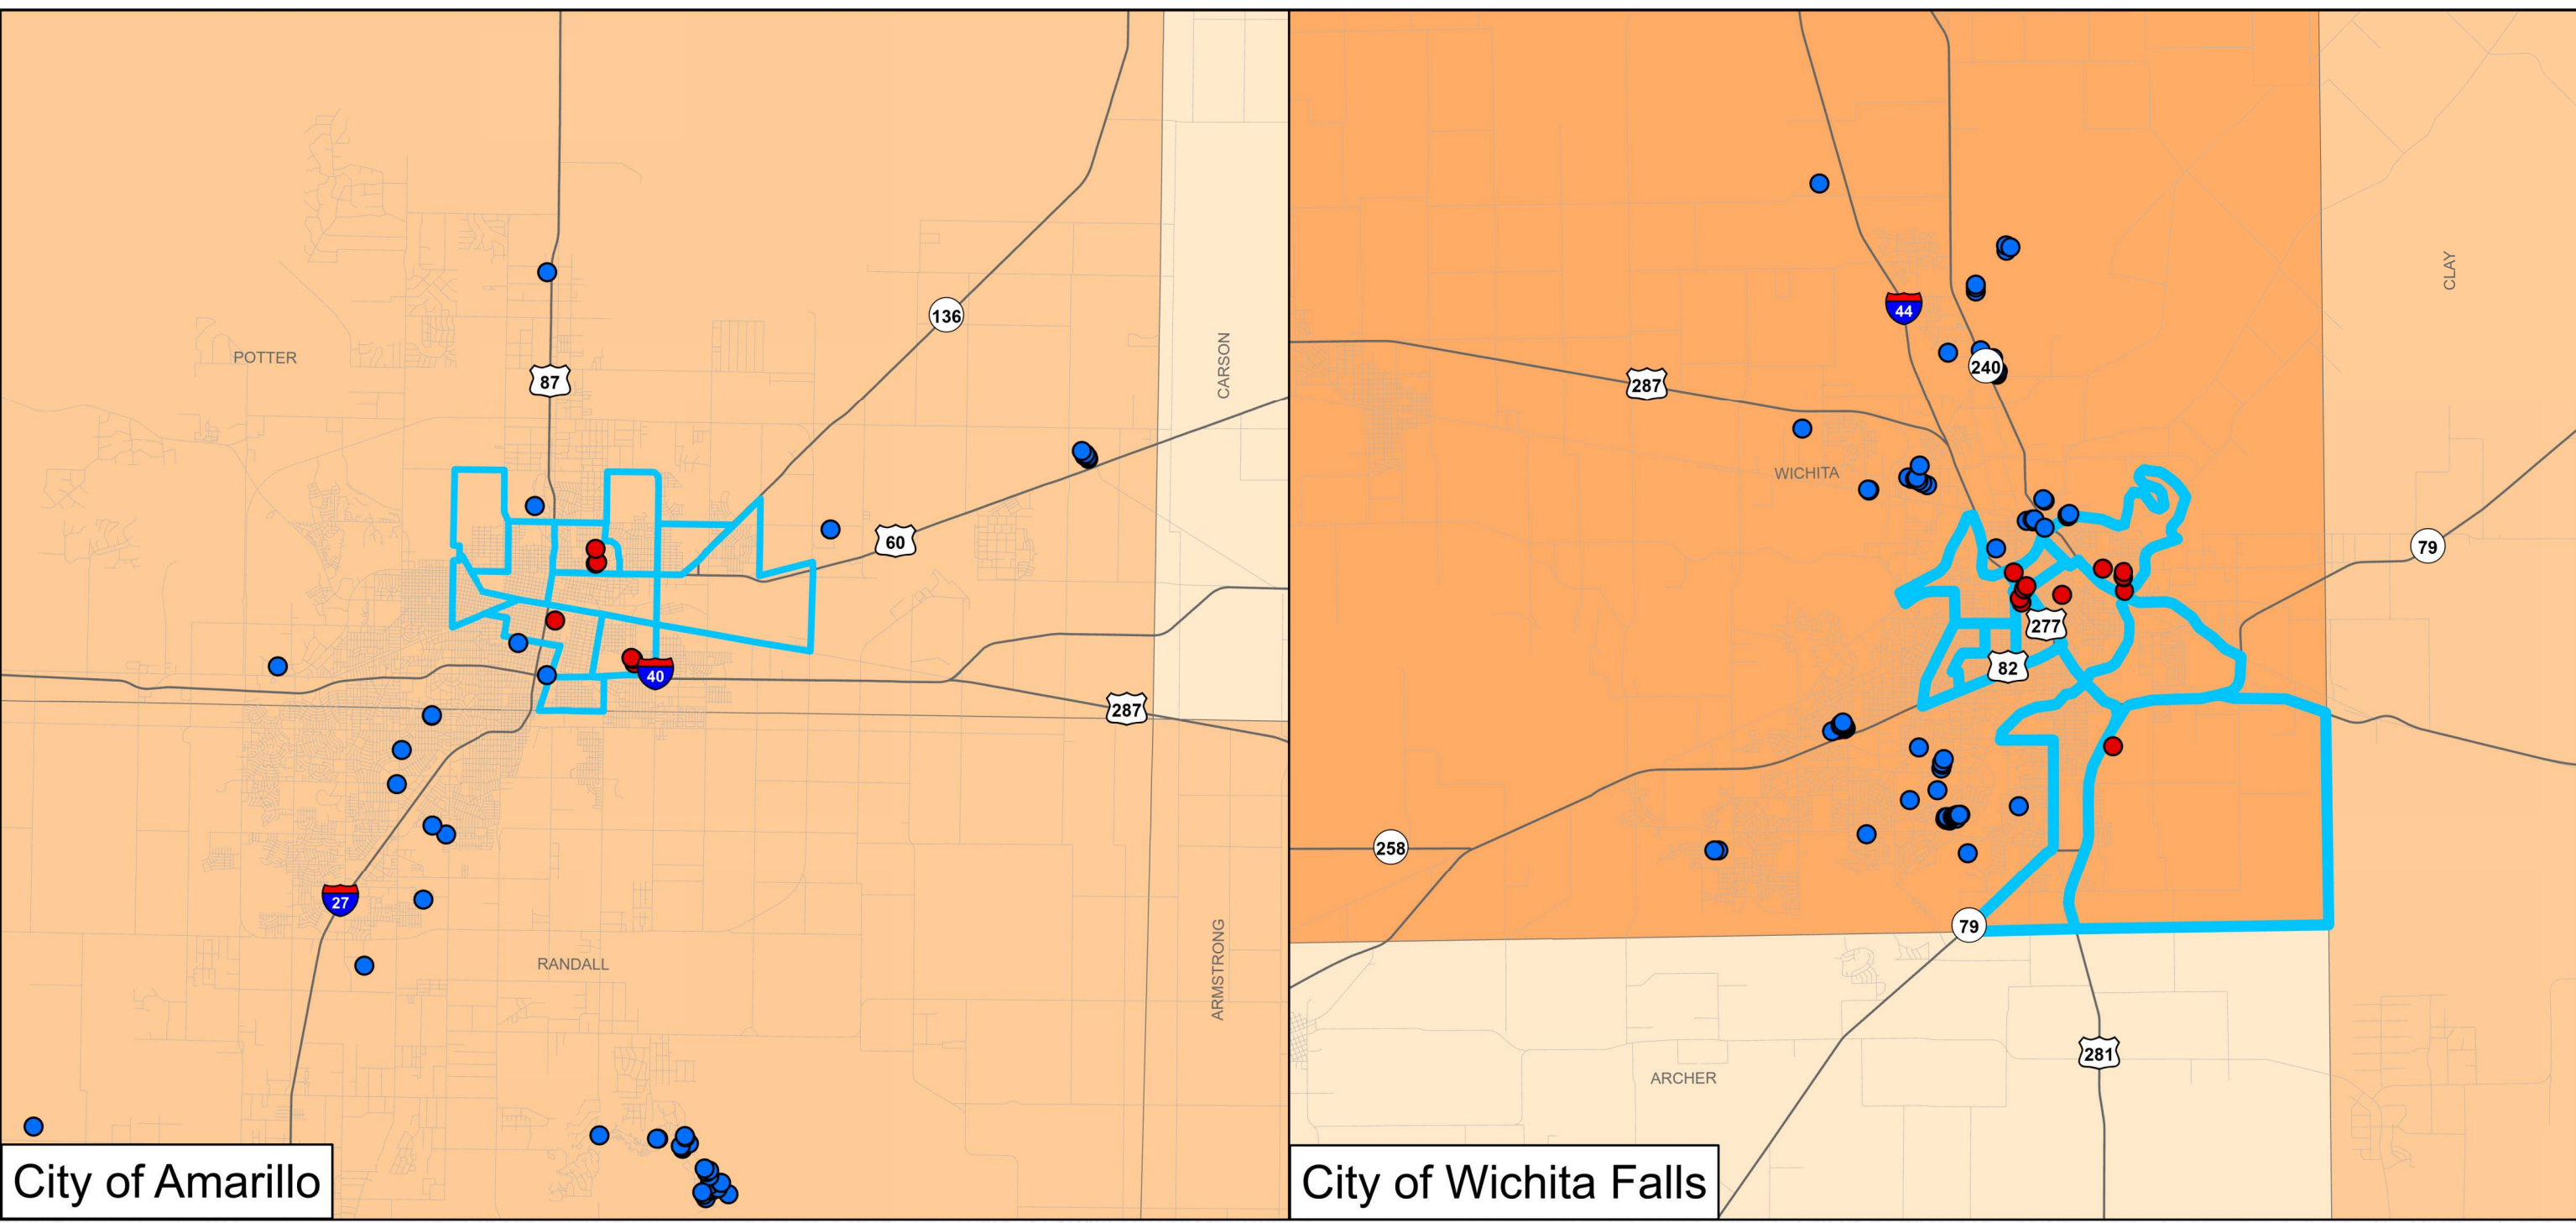 136
POTTER
CARSON
87
60
40
287
27
RANDALL
ARMSTRONG
City of Amarillo
CLAY
44
240
287
WICHITA
79
277
82
258
79
281
ARCHER
City of Wichita Falls